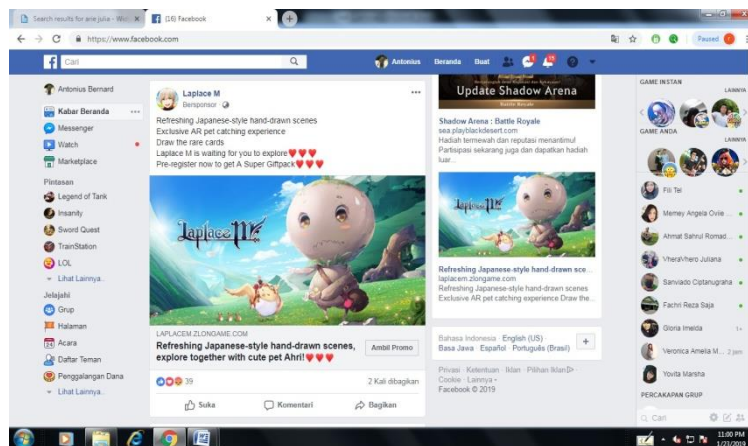 Search results for arie julia - Wo
(16) Facebook
https://www.facebook.com
Paused
Cari
Antonius
Beranda
Buat
Antonius Bernard
Kabar Beranda
Messenger
Watch
Marketplace
Pintasan
Legend of Tank
Insanity
Sword Quest
TrainStation
LOL
Lihat Lainnya...
Jelajahi
Grup
Halaman
Acara
Daftar Teman
Penggalangan Dana
Lihat Lainnya...
Laplace M
Bersponsor
Refreshing Japanese-style hand-drawn scenes
Exclusive AR pet catching experience
Draw the rare cards
Laplace M is waiting for you to explore❤❤❤
Pre-register now to get A Super Giftpack❤❤❤
Laplace M
LAPLACEM.ZLONGAME.COM
Refreshing Japanese-style hand-drawn scenes,
explore together with cute pet Ahri!❤❤❤
Ambil Promo
39
2 Kali dibagikan
Suka
Komentari
Bagikan
Update Shadow Arena
Battle Royale
Shadow Arena : Battle Royale
sea.playblackdesert.com
Hadiah termewah dan reputasi menantimu!
Partisipasi sekarang juga dan dapatkan hadiah
luar...
Laplace M
Refreshing Japanese-style hand-drawn sce...
laplacem.zlongame.com
Refreshing Japanese-style hand-drawn scenes
Exclusive AR pet catching experience Draw the...
Bahasa Indonesia · English (US) ·
Basa Jawa · Español · Português (Brasil)
Privasi · Ketentuan · Iklan · Pilihan Iklan ·
Cookie · Lainnya
Facebook © 2019
GAME INSTAN
LAINNYA
GAME ANDA
LAINNYA
Fili Tel
Memey Angela Ovie ...
Ahmat Sahrul Romad...
VheraVhero Juliana
Sanviado Ciptanugraha
Fachri Reza Saja
Gloria Imelda
Veronica Amelia M...
2 jam
Yovita Marsha
PERCAKAPAN GRUP
Cari
11:00 PM
1/21/2019